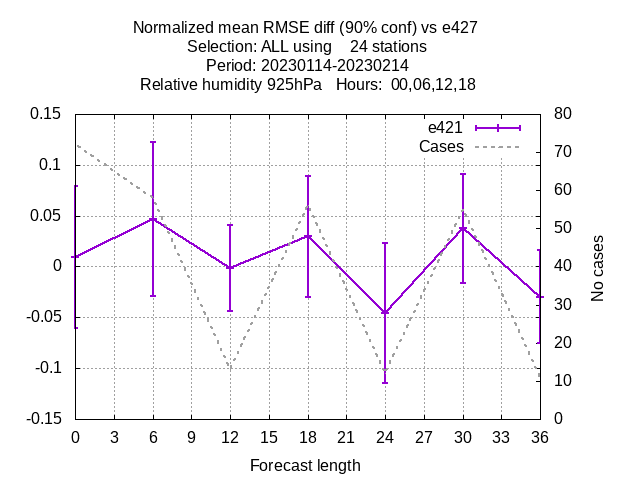 Normalized mean RMSE diff (90% conf) vs e427
Selection: ALL using    24 stations
Period: 20230114-20230214
Relative humidity 925hPa   Hours:  00,06,12,18
0.15
0.1
0.05
0
-0.05
-0.1
-0.15
80
70
60
50
40
30
20
10
0
e421
Cases
No cases
0 3 6 9 12 15 18 21 24 27 30 33 36
Forecast length